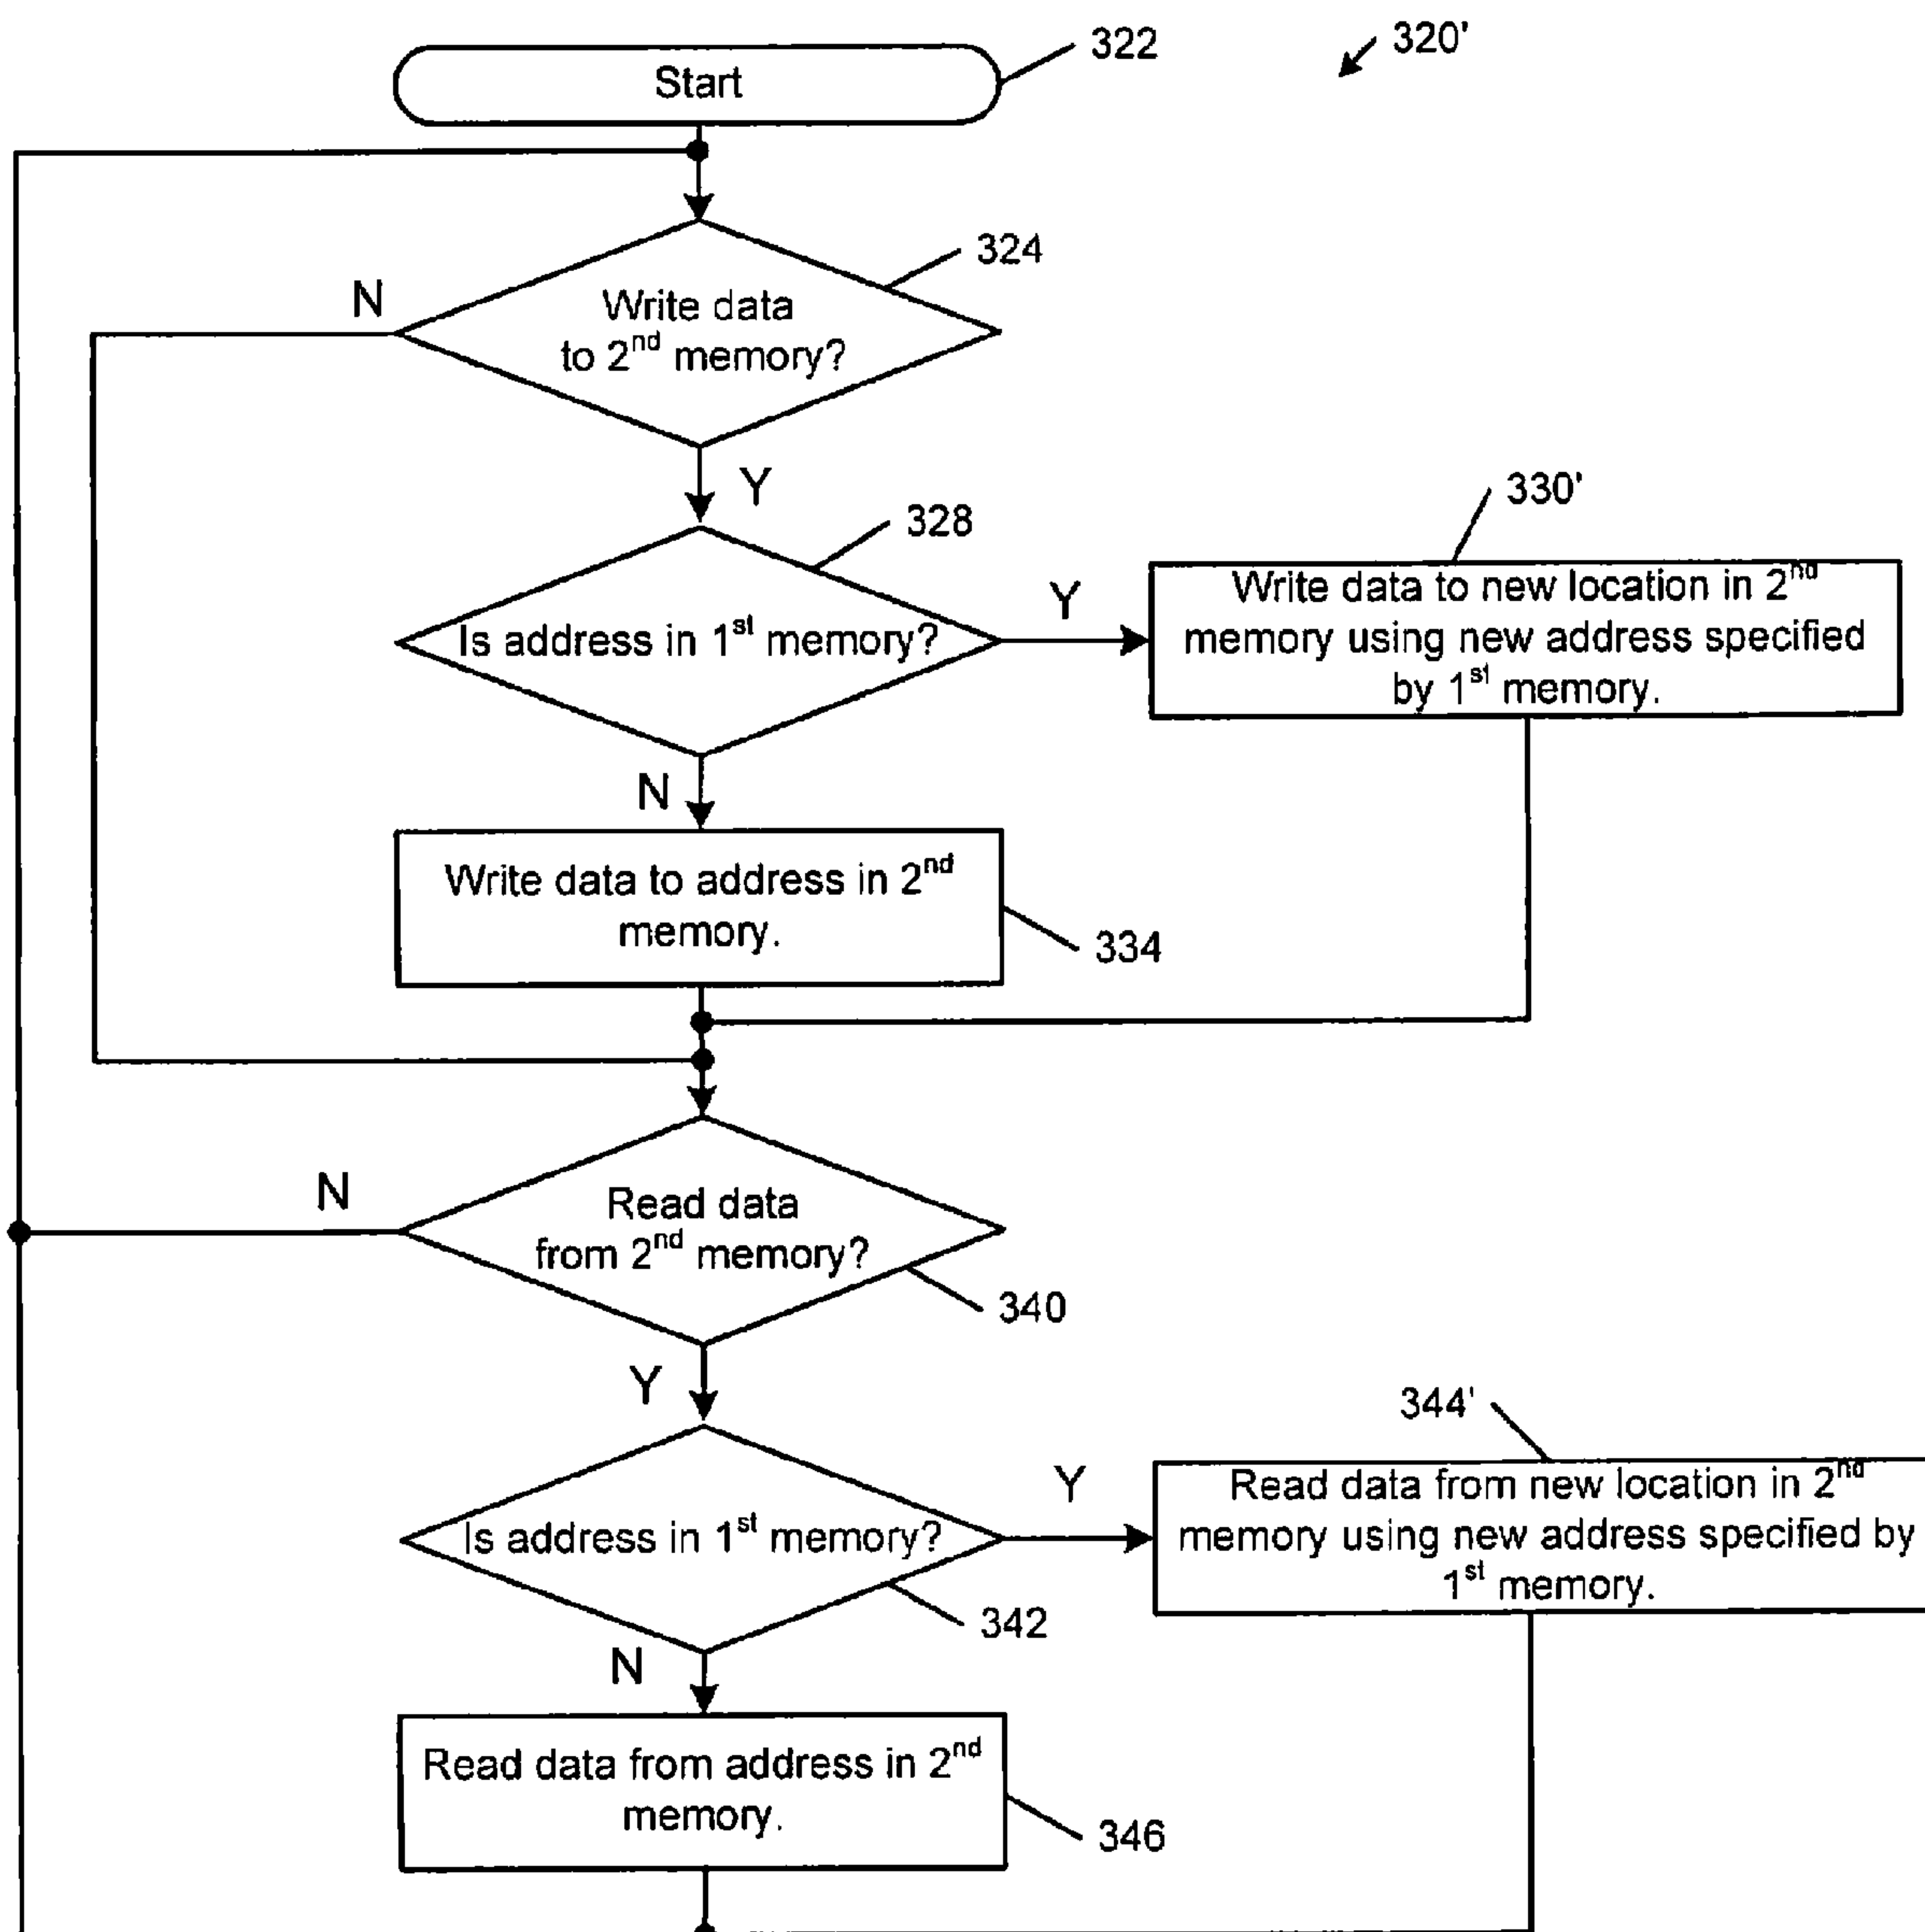 320'
322
Start
324
N
Write data
to 2nd memory?
Y
328
330'
Is address in 1st memory?
Y
Write data to new location in 2nd
memory using new address specified
by 1st memory.
N
Write data to address in 2nd
memory.
334
N
Read data
from 2nd memory?
340
Y
344'
Is address in 1st memory?
Y
Read data from new location in 2nd
memory using new address specified by
1st memory.
342
N
Read data from address in 2nd
memory.
346